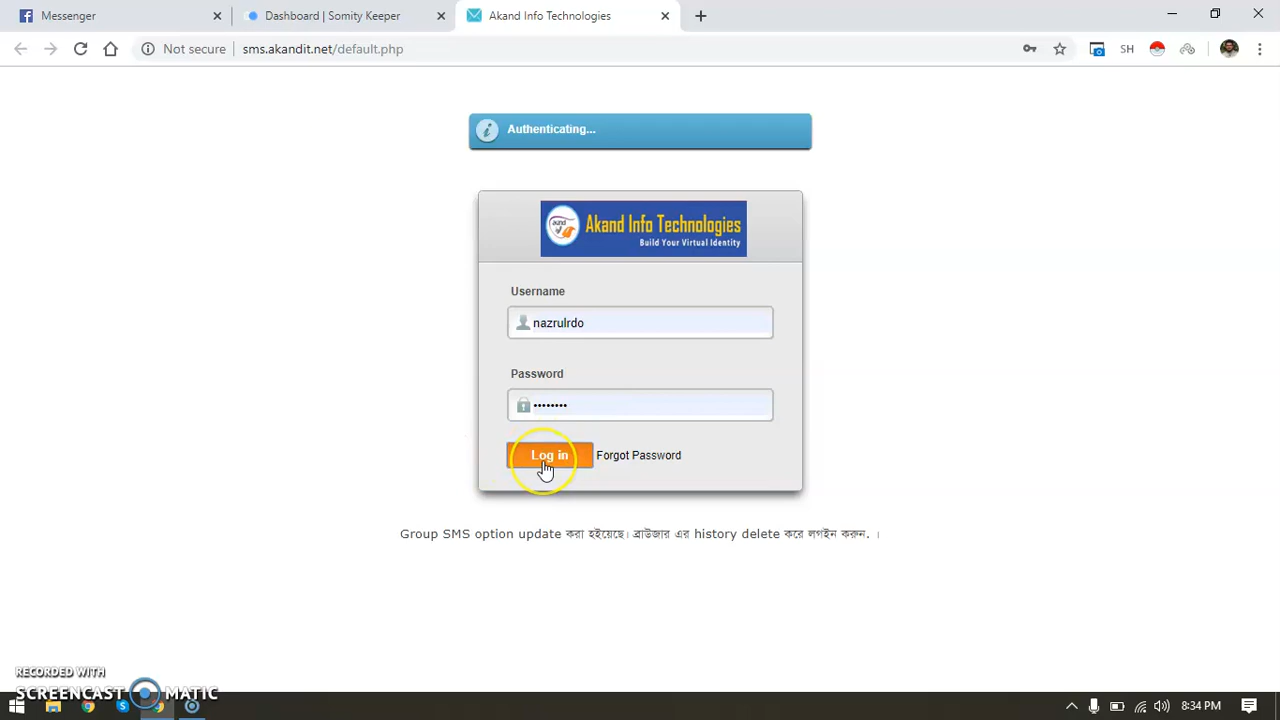 Messenger
Dashboard | Somity Keeper
Akand Info Technologies
Not secure
sms.akandit.net/default.php
SH
Authenticating...
akand
Akand Info Technologies
Build Your Virtual Identity
Username
nazrulrdo
Password
••••••••
Log in
Forgot Password
Group SMS option update করা হইয়েছে। ব্রাউজার এর history delete করে লগইন করুন. ।
RECORDED WITH
SCREENCAST MATIC
8:34 PM